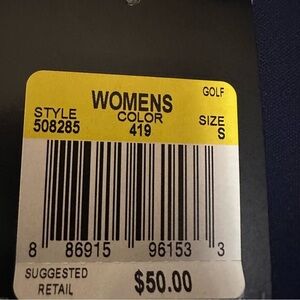 GOLF
WOMENS
STYLE COLOR SIZE
508285 419 S
8 86915 96153 3
SUGGESTED
RETAIL $50.00